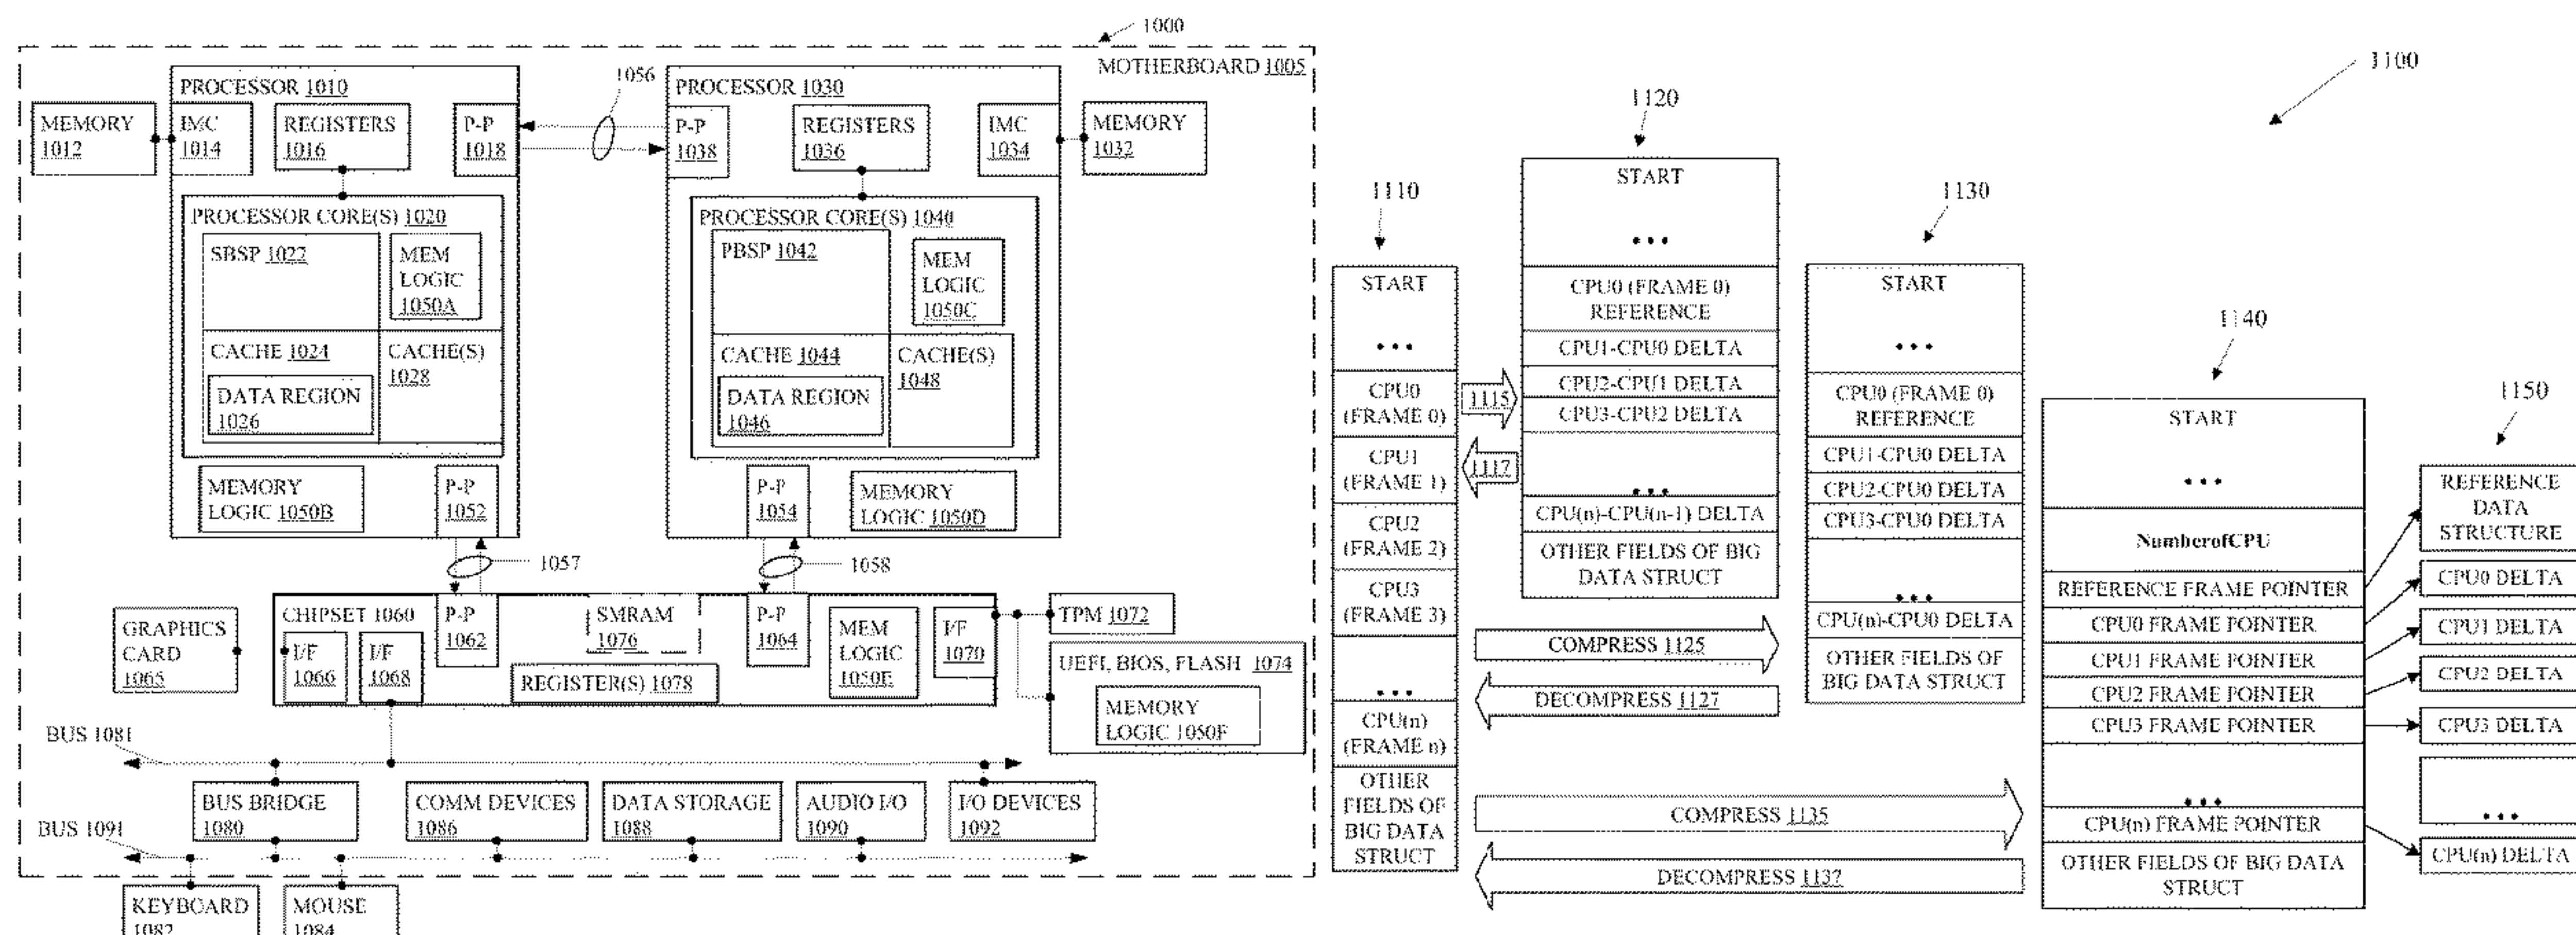 1000
MOTHERBOARD 1005
PROCESSOR 1010
1056
PROCESSOR 1030
MEMORY
1012
IMC
1014
REGISTERS
1016
P-P
1018
P-P
1038
REGISTERS
1036
IMC
1034
MEMORY
1032
PROCESSOR CORE(S) 1020
SBSP 1022
MEM
LOGIC
1050A
CACHE 1024
DATA REGION
1026
CACHE(S)
1028
PROCESSOR CORE(S) 1040
PBSP 1042
MEM
LOGIC
1050C
CACHE 1044
DATA REGION
1046
CACHE(S)
1048
MEMORY
LOGIC 1050B
P-P
1052
P-P
1054
MEMORY
LOGIC 1050D
1057
1058
GRAPHICS
CARD
1065
CHIPSET 1060
I/F
1066
I/F
1068
P-P
1062
SMRAM
1076
REGISTER(S) 1078
P-P
1064
MEM
LOGIC
1050E
I/F
1070
TPM 1072
UEFI, BIOS, FLASH 1074
MEMORY
LOGIC 1050F
BUS 1081
BUS BRIDGE
1080
COMM DEVICES
1086
DATA STORAGE
1088
AUDIO I/O
1090
I/O DEVICES
1092
BUS 1091
KEYBOARD
1082
MOUSE
1084
1100
1110
START
•••
CPU0
(FRAME 0)
CPU1
(FRAME 1)
CPU2
(FRAME 2)
CPU3
(FRAME 3)
•••
CPU(n)
(FRAME n)
OTHER
FIELDS OF
BIG DATA
STRUCT
1115
1117
1120
START
•••
CPU0 (FRAME 0)
REFERENCE
CPU1-CPU0 DELTA
CPU2-CPU1 DELTA
CPU3-CPU2 DELTA
•••
CPU(n)-CPU(n-1) DELTA
OTHER FIELDS OF BIG
DATA STRUCT
COMPRESS 1125
DECOMPRESS 1127
1130
START
•••
CPU0 (FRAME 0)
REFERENCE
CPU1-CPU0 DELTA
CPU2-CPU0 DELTA
CPU3-CPU0 DELTA
•••
CPU(n)-CPU0 DELTA
OTHER FIELDS OF
BIG DATA STRUCT
COMPRESS 1135
DECOMPRESS 1137
1140
START
•••
NumberofCPU
REFERENCE FRAME POINTER
CPU0 FRAME POINTER
CPU1 FRAME POINTER
CPU2 FRAME POINTER
CPU3 FRAME POINTER
•••
CPU(n) FRAME POINTER
OTHER FIELDS OF BIG DATA
STRUCT
1150
REFERENCE
DATA
STRUCTURE
CPU0 DELTA
CPU1 DELTA
CPU2 DELTA
CPU3 DELTA
•••
CPU(n) DELTA